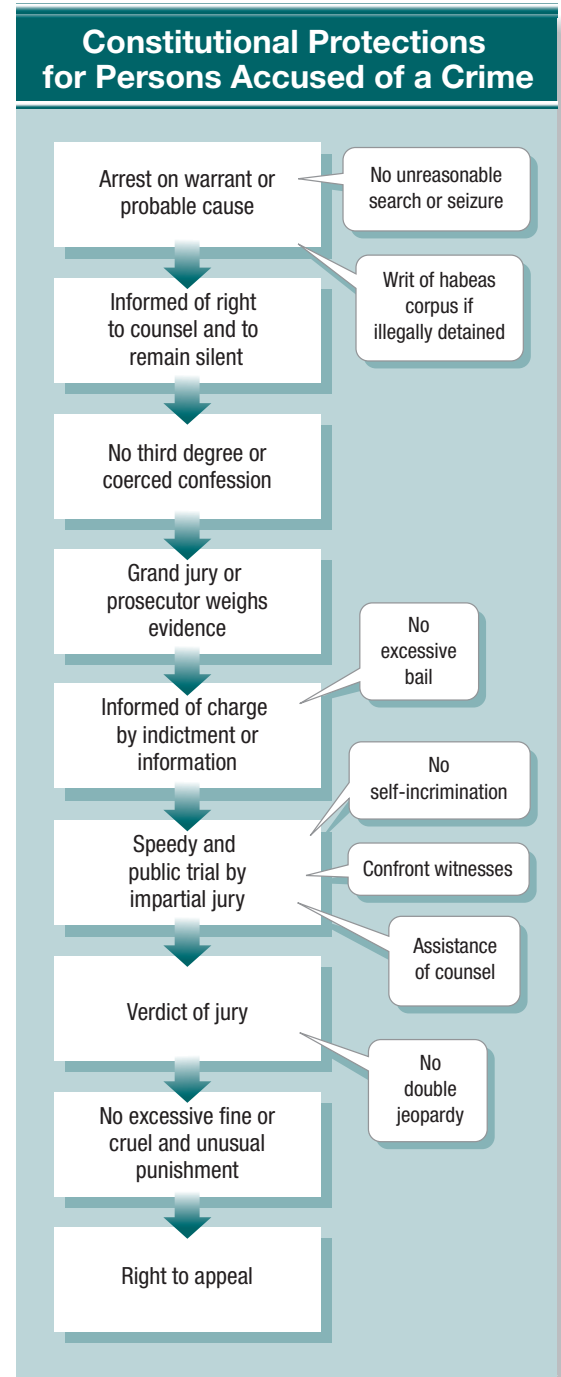 Constitutional Protections
for Persons Accused of a Crime
Arrest on warrant or
probable cause
No unreasonable
search or seizure
Writ of habeas
corpus if
illegally detained
Informed of right
to counsel and to
remain silent
No third degree or
coerced confession
Grand jury or
prosecutor weighs
evidence
No
excessive
bail
Informed of charge
by indictment or
information
No
self-incrimination
Speedy and
public trial by
impartial jury
Confront witnesses
Assistance
of counsel
Verdict of jury
No
double
jeopardy
No excessive fine or
cruel and unusual
punishment
Right to appeal